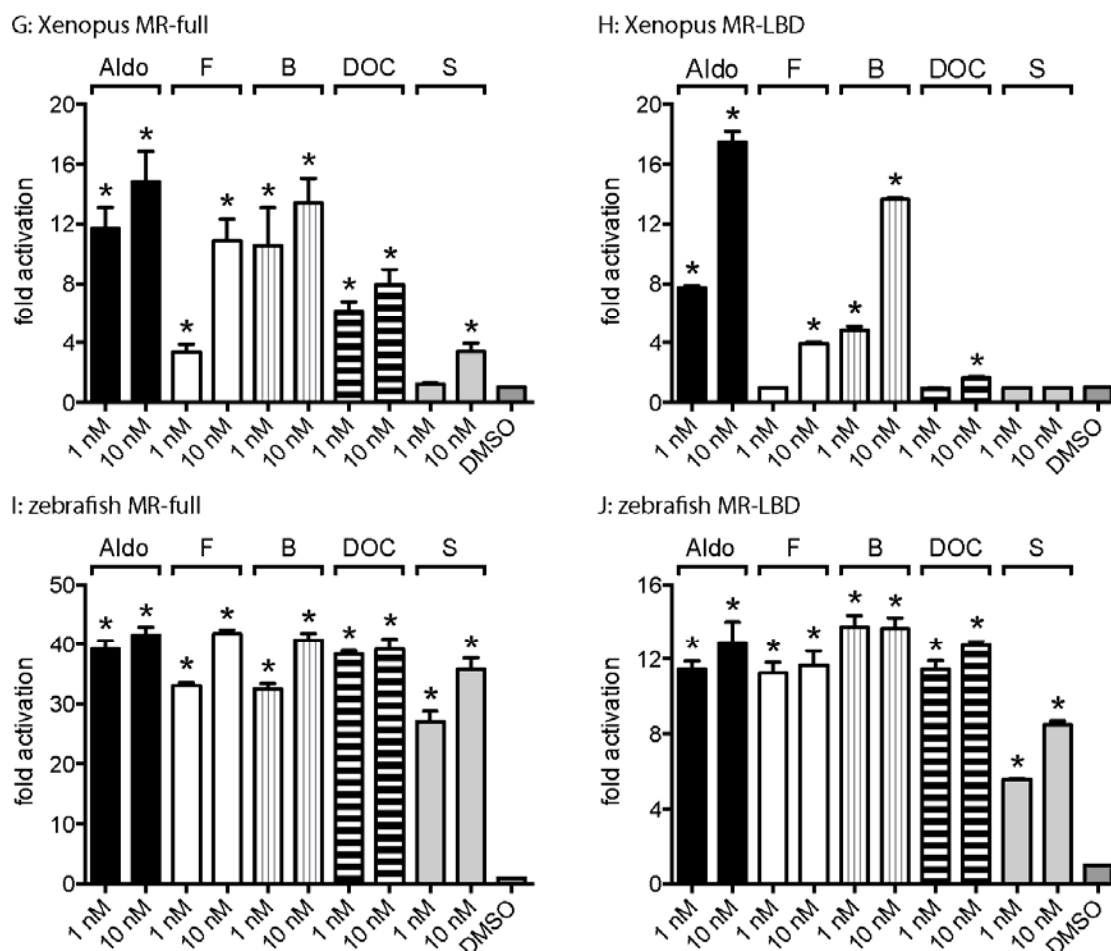 G: Xenopus MR-full
Aldo F B DOC S
20
16
12
8
4
0
fold activation
* * * * * * * * *
1 nM 10 nM 1 nM 10 nM 1 nM 10 nM 1 nM 10 nM 1 nM 10 nM DMSO
H: Xenopus MR-LBD
Aldo F B DOC S
20
16
12
8
4
0
fold activation
* * * * * *
1 nM 10 nM 1 nM 10 nM 1 nM 10 nM 1 nM 10 nM 1 nM 10 nM DMSO
I: zebrafish MR-full
Aldo F B DOC S
50
40
30
20
10
0
fold activation
* * * * * * * * * *
1 nM 10 nM 1 nM 10 nM 1 nM 10 nM 1 nM 10 nM 1 nM 10 nM DMSO
J: zebrafish MR-LBD
Aldo F B DOC S
16
12
8
4
0
fold activation
* * * * * * * * * *
1 nM 10 nM 1 nM 10 nM 1 nM 10 nM 1 nM 10 nM 1 nM 10 nM DMSO